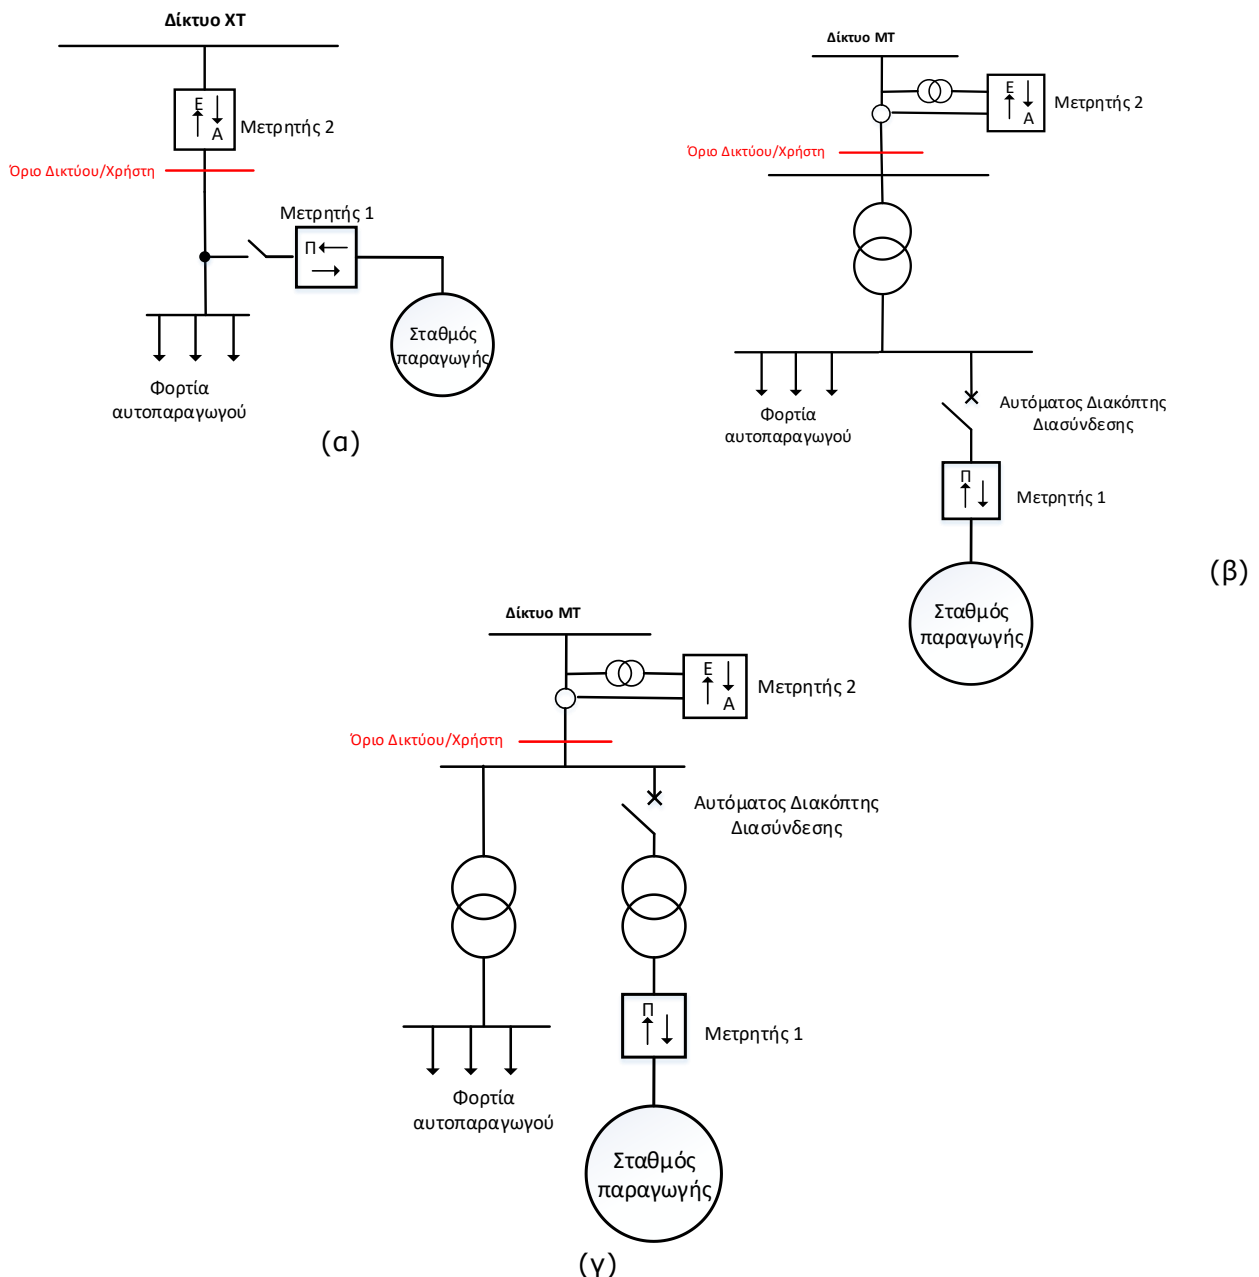 Δίκτυο ΧΤ
Ε
Α
Μετρητής 2
Όριο Δικτύου/Χρήστη
Μετρητής 1
Π
Σταθμός
παραγωγής
Φορτία
αυτοπαραγωγού
(α)
Δίκτυο ΜΤ
Ε
Α
Μετρητής 2
Όριο Δικτύου/Χρήστη
Φορτία
αυτοπαραγωγού
Αυτόματος Διακόπτης
Διασύνδεσης
Π
Μετρητής 1
Σταθμός
παραγωγής
(β)
Δίκτυο ΜΤ
Ε
Α
Μετρητής 2
Όριο Δικτύου/Χρήστη
Αυτόματος Διακόπτης
Διασύνδεσης
Π
Μετρητής 1
Φορτία
αυτοπαραγωγού
Σταθμός
παραγωγής
(γ)